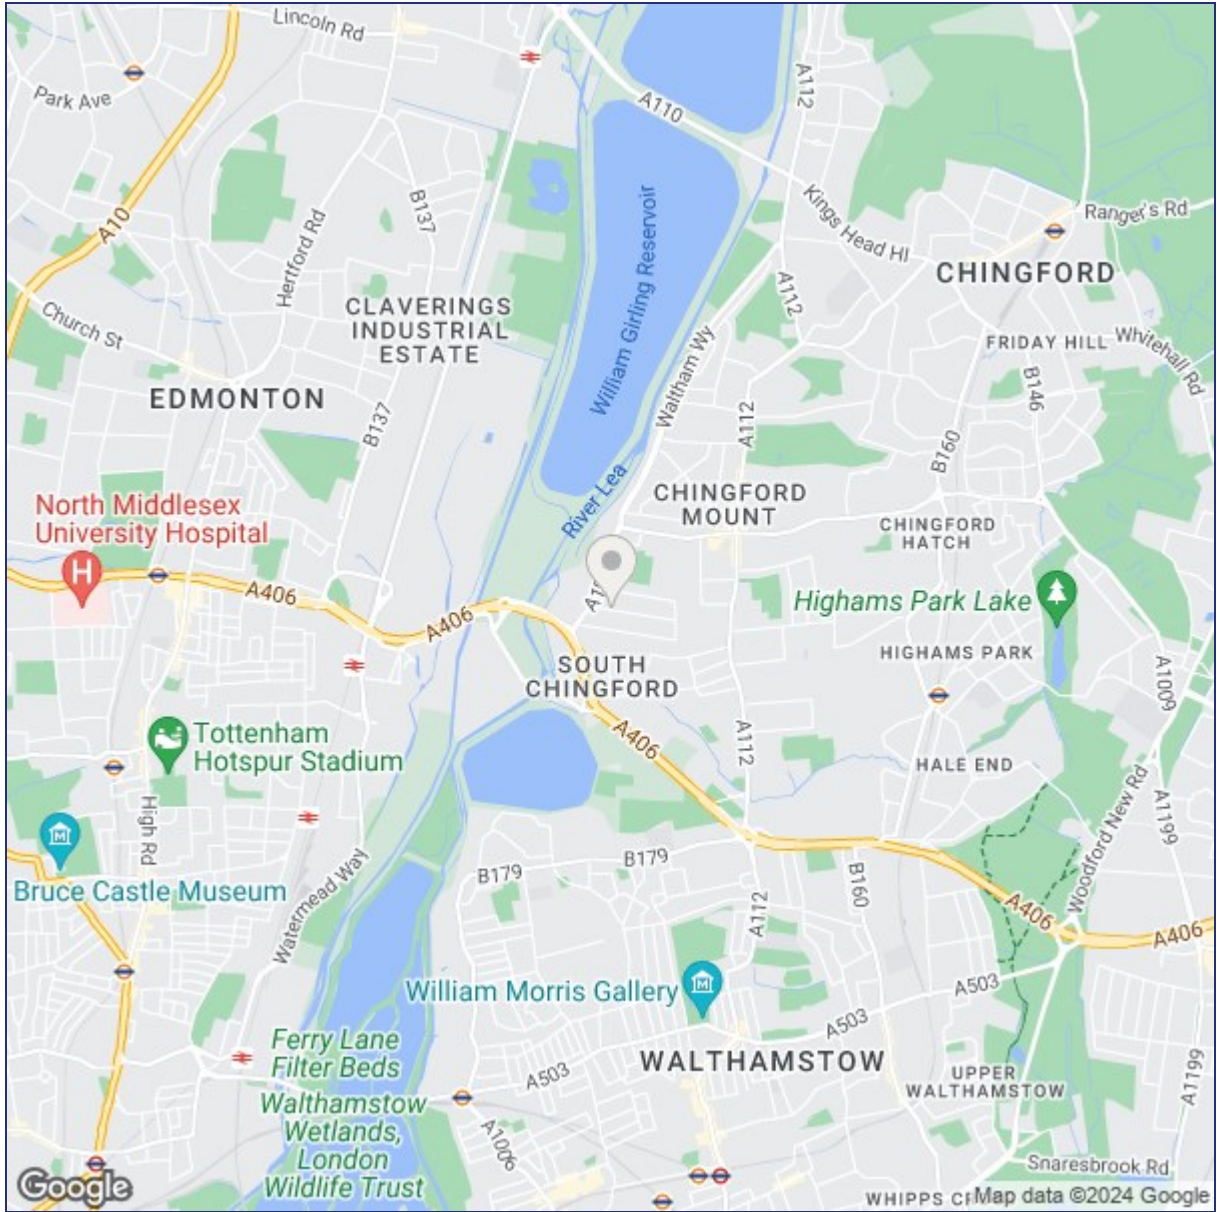 Lincoln Rd
Park Ave
A110
A112
A10
B137
Hertford Rd
Kings Head Hl
Ranger's Rd
CHINGFORD
A112
Church St
CLAVERINGS
INDUSTRIAL
ESTATE
William Girling Reservoir
Waltham Wy
FRIDAY HILL
Whitehall Rd
B146
EDMONTON
B137
A112
B160
North Middlesex
University Hospital
River Lea
CHINGFORD
MOUNT
CHINGFORD
HATCH
H
A406
A406
Highams Park Lake
HIGHAMS PARK
SOUTH
CHINGFORD
A1009
Tottenham
Hotspur Stadium
A406
A112
HALE END
High Rd
Woodford New Rd
A1199
M
Bruce Castle Museum
Watermead Way
B179
B179
B160
A112
A406
A406
M
William Morris Gallery
A503
A503
Ferry Lane
Filter Beds
A503
WALTHAMSTOW
UPPER
WALTHAMSTOW
A1199
Walthamstow
Wetlands,
London
Wildlife Trust
A1006
Snaresbrook Rd
Google
Map data ©2024 Google